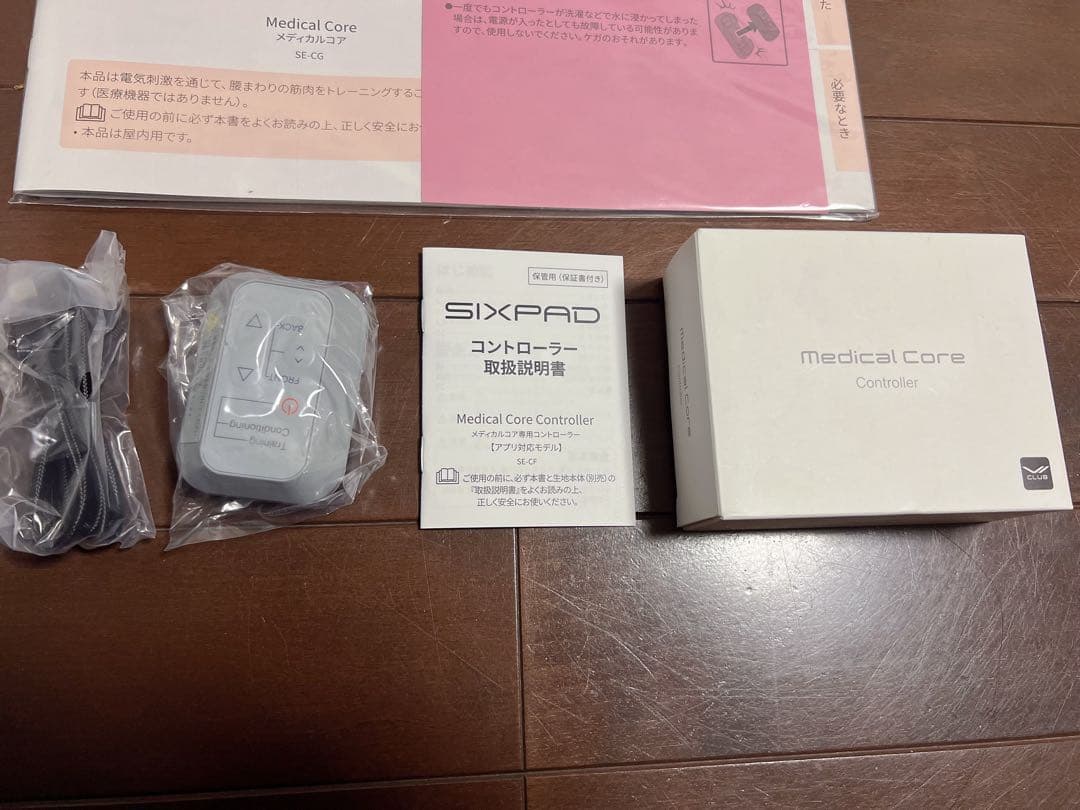 Medical Core
メディカルコア
SE-CG
本品は電気刺激を通じて、腰まわりの筋肉をトレーニングするこ
す(医療機器ではありません)。
ご使用の前に必ず本書をよくお読みの上、正しく安全にお
・本品は屋内用です。
●一度でもコントローラーが洗濯などで水に浸かってしまった
場合は、電源が入ったとしても故障している可能性がありま
すので、使用しないでください。ケガのおそれがあります。
た
必要なとき
BACK
FRONT
Conditioning
Training
保管用(保証書付き)
SIXPAD
コントローラー
取扱説明書
Medical Core Controller
メディカルコア専用コントローラー
【アプリ対応モデル】
SE-CF
ご使用の前に、必ず本書と生地本体(別売)の
『取扱説明書』をよくお読みの上、
正しく安全にお使いください。
Medical Core
Controller
Medical Core
Controller
CLUB